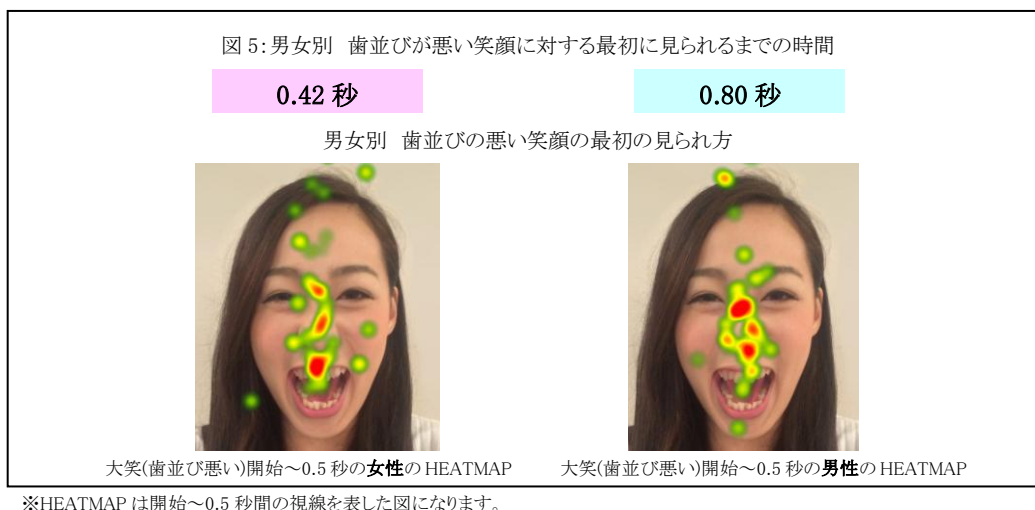 図 5：男女別　歯並びが悪い笑顔に対する最初に見られるまでの時間
0.42 秒
0.80 秒
男女別　歯並びの悪い笑顔の最初の見られ方
大笑(歯並び悪い)開始～0.5 秒の女性の HEATMAP
大笑(歯並び悪い)開始～0.5 秒の男性の HEATMAP
※HEATMAP は開始～0.5 秒間の視線を表した図になります。